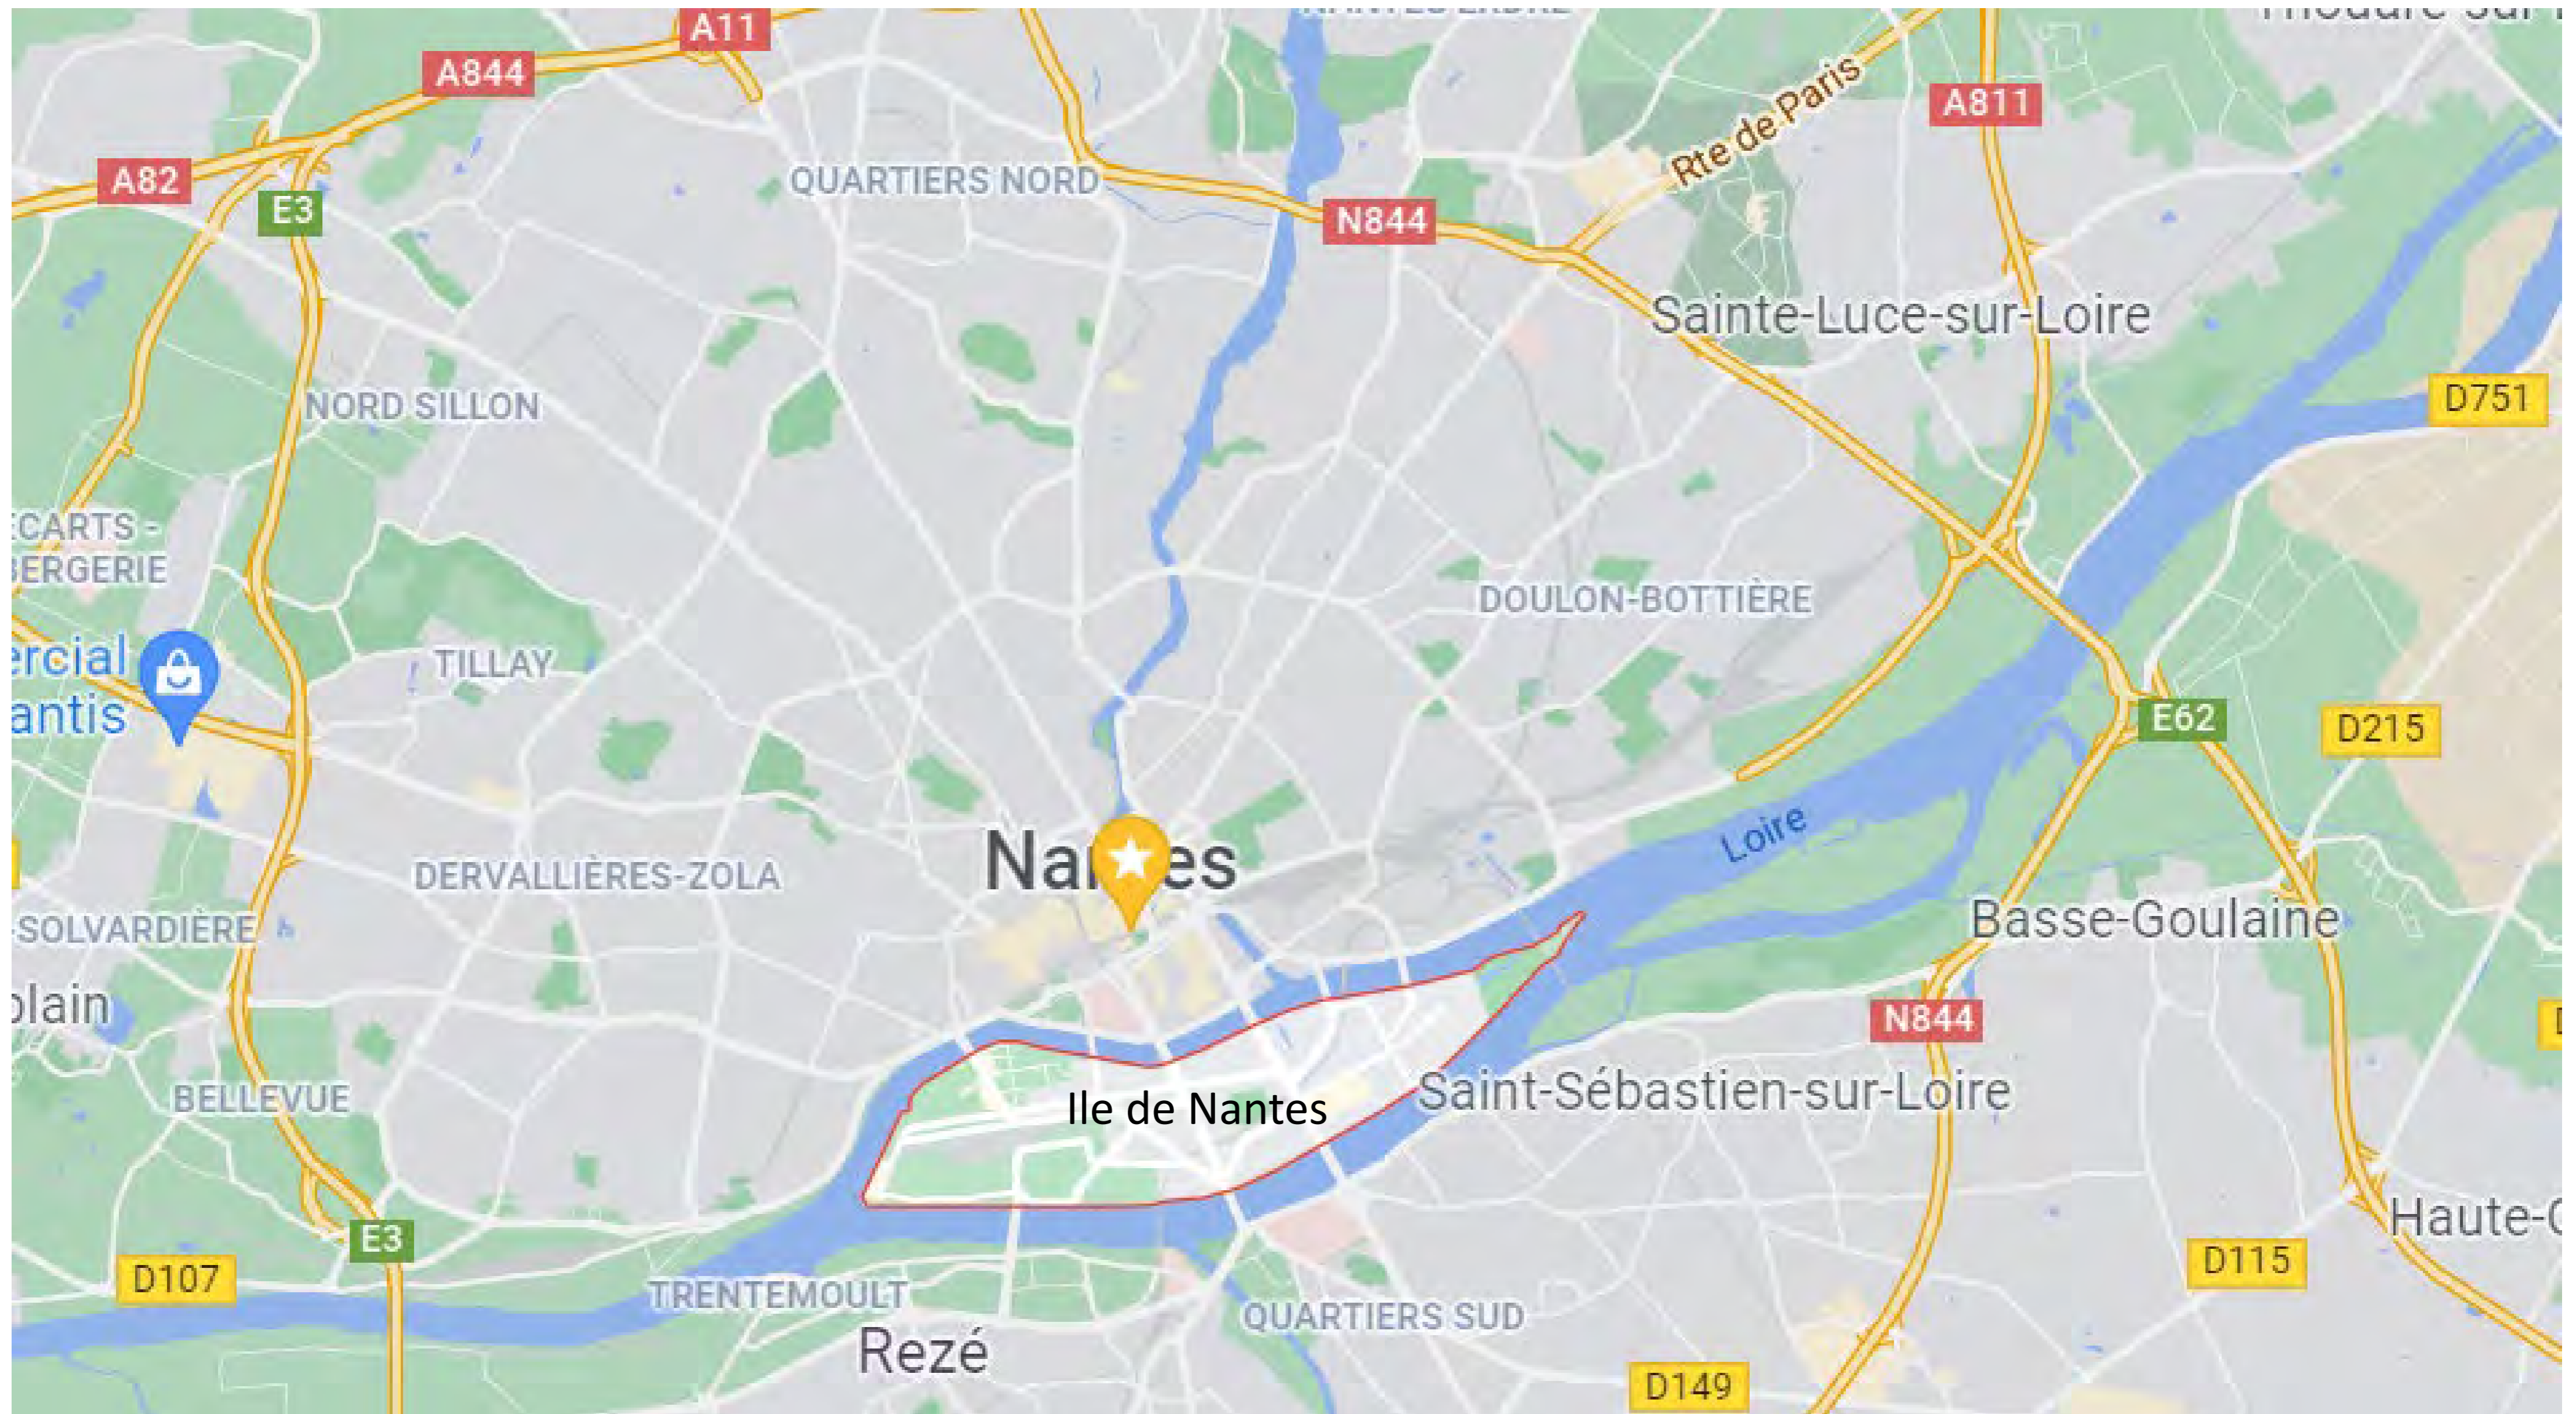 A11
A844
A811
Rte de Paris
A82
QUARTIERS NORD
E3
N844
Sainte-Luce-sur-Loire
NORD SILLON
D751
ECARTS -
BERGERIE
DOULON-BOTTIÈRE
ercial
antis
TILLAY
E62
D215
Loire
Nantes
DERVALLIÈRES-ZOLA
-SOLVARDIÈRE
Basse-Goulaine
olain
N844
BELLEVUE
Ile de Nantes
Saint-Sébastien-sur-Loire
E3
Haute-G
D107
D115
TRENTEMOULT
QUARTIERS SUD
Rezé
D149